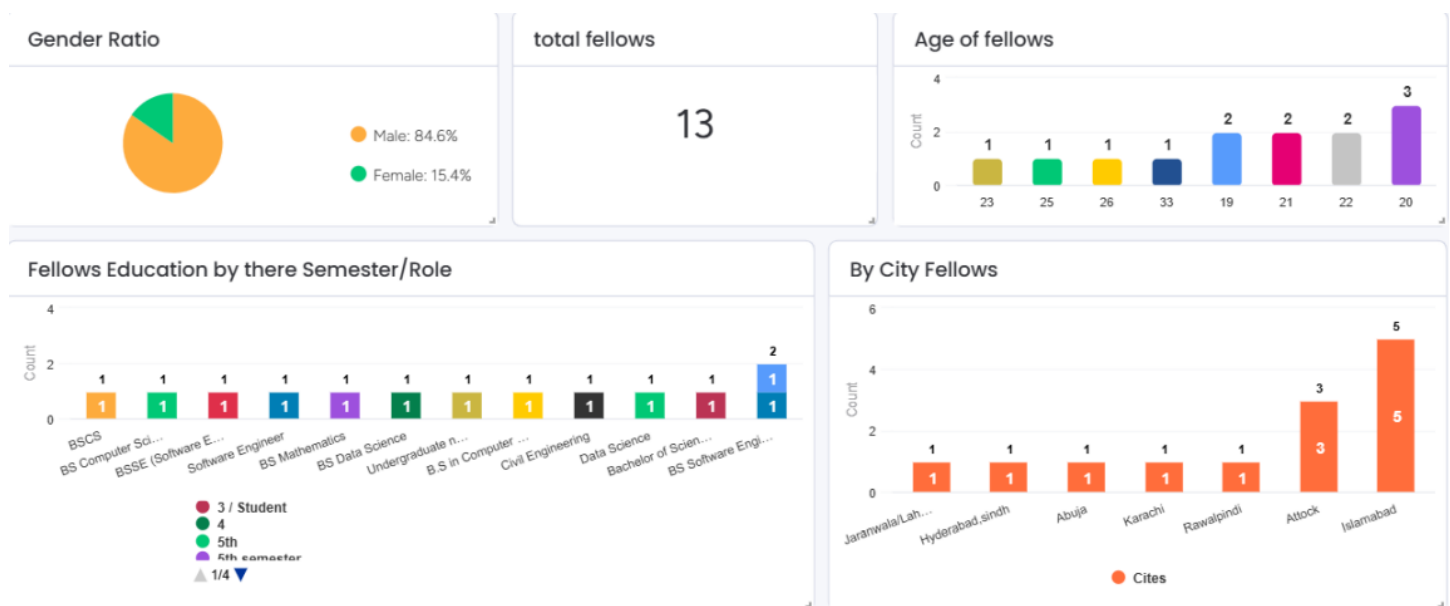 Gender Ratio
Male: 84.6%
Female: 15.4%
total fellows
13
Age of fellows
Count
4
2
0
1
1
1
1
2
2
2
3
23
25
26
33
19
21
22
20
Fellows Education by there Semester/Role
Count
4
2
0
1
1
1
1
1
1
1
1
1
1
1
2
1
1
1
1
1
1
1
1
1
1
1
1
1
BSCS
BS Computer Sci...
BSSE (Software E...
Software Engineer
BS Mathematics
BS Data Science
Undergraduate n...
B.S in Computer ...
Civil Engineering
Data Science
Bachelor of Scien...
BS Software Engi...
3 / Student
4
5th
5th semester
1/4
By City Fellows
Count
6
4
2
0
1
1
1
1
1
3
5
1
1
1
1
1
3
5
Jaranwala/Lah...
Hyderabad,sindh
Abuja
Karachi
Rawalpindi
Attock
Islamabad
Cites